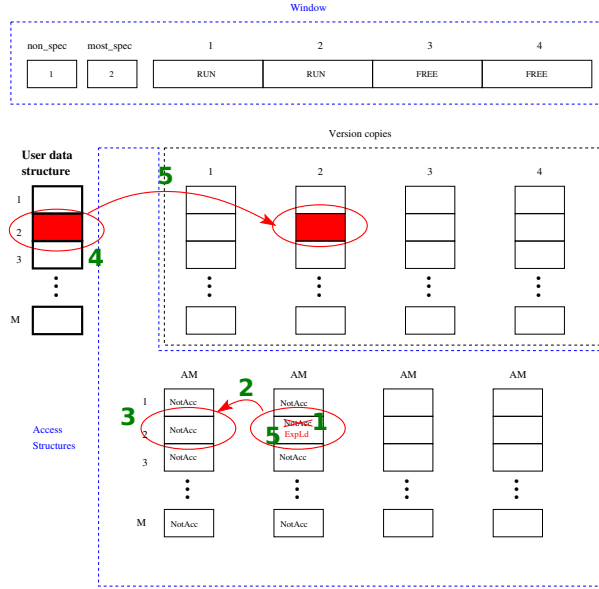 Window
non_spec most_spec 1 2 3 4
1 2 RUN RUN FREE FREE
Version copies
User data
structure
5 1 2 3 4
1
2
3 4
M
AM AM AM AM
1 NotAcc 2 NotAcc
3 NotAcc 1
2 NotAcc 5 ExpLd
Access
Structures
3 NotAcc NotAcc
M NotAcc NotAcc